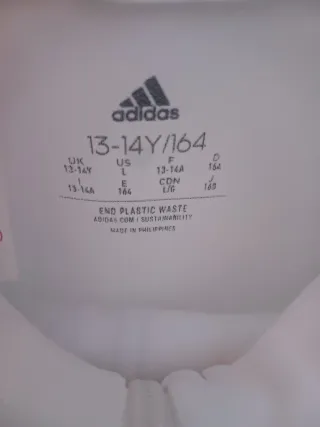 adidas
13-14Y/164
UK US F D
13-14Y L 13-14A 164
I E CDN J
13-14A 164 L/G 160
END PLASTIC WASTE
ADIDAS.COM/SUSTAINABILITY
MADE IN PHILIPPINES